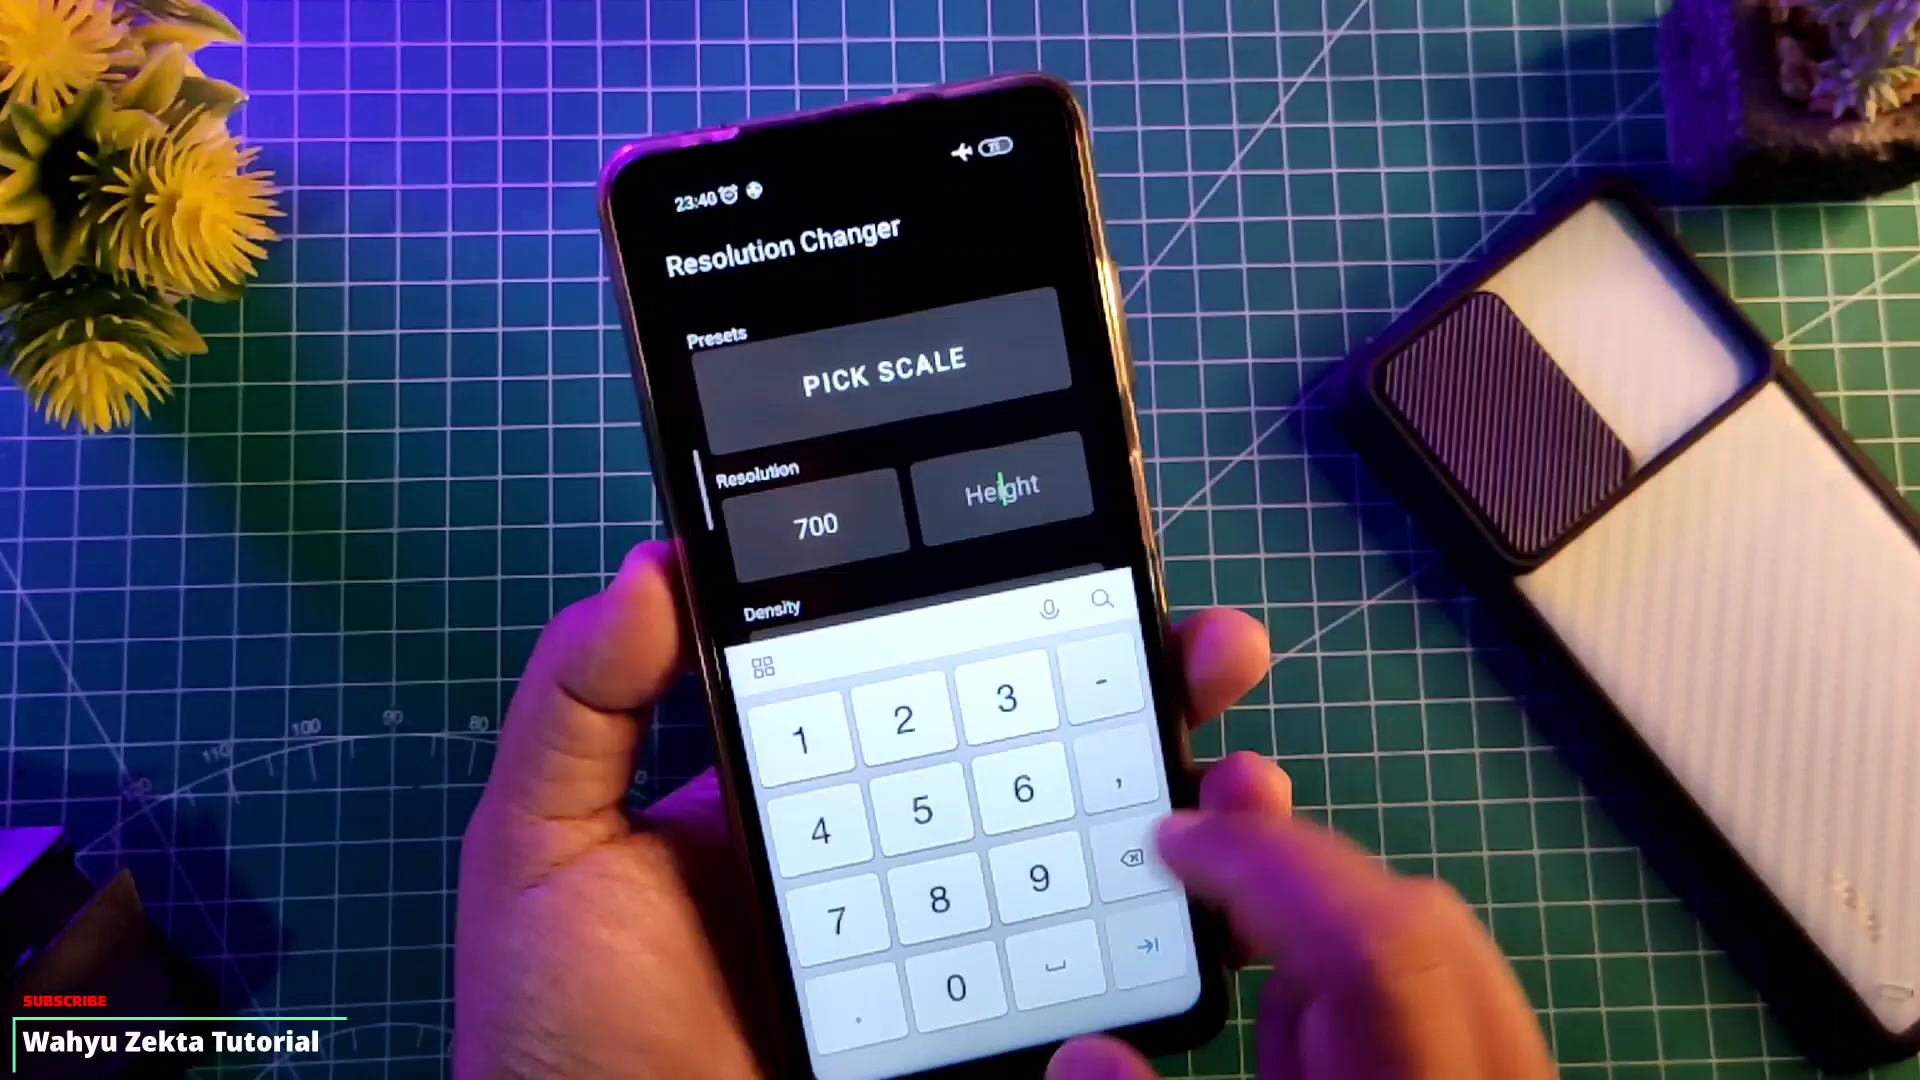 23:40
Resolution Changer
Presets
PICK SCALE
Resolution
700
Height
Density
1 2 3 -
4 5 6 ,
7 8 9
. 0
110 100 90 80
SUBSCRIBE
Wahyu Zekta Tutorial